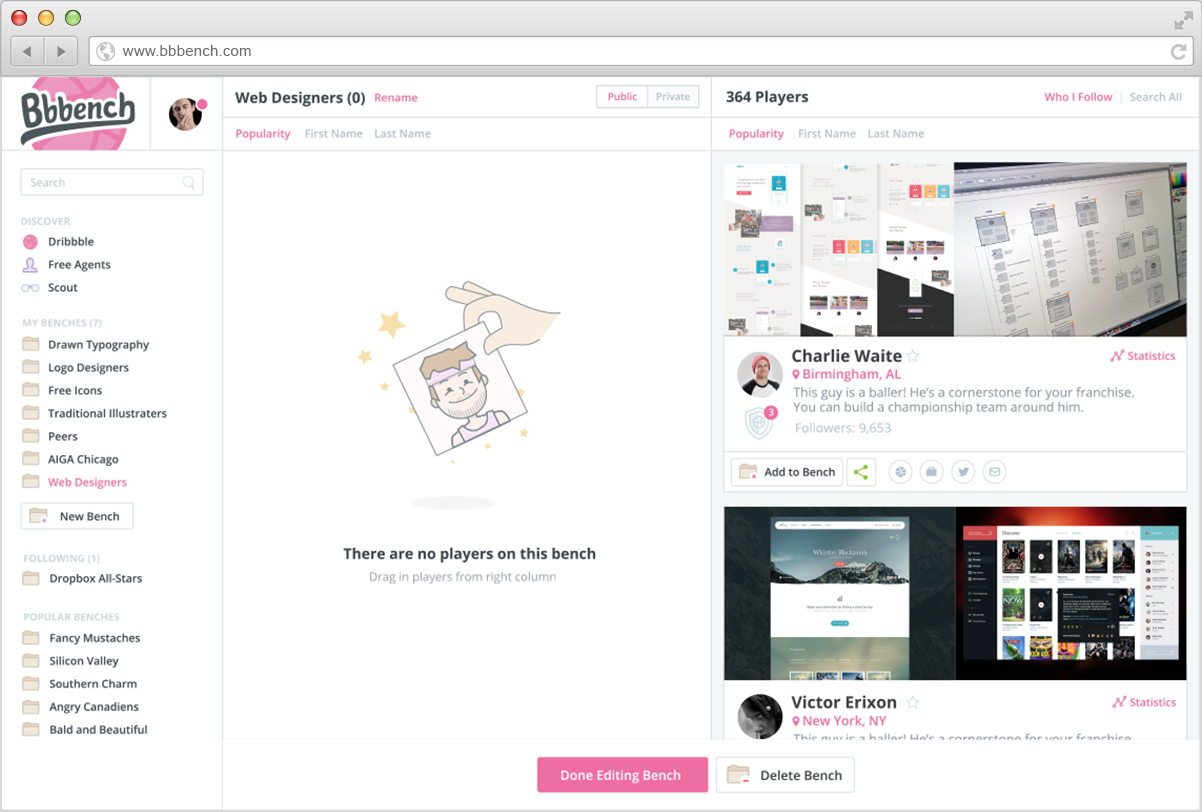 www.bbbench.com
Bbbench
Search
DISCOVER
Dribbble
Free Agents
Scout
MY BENCHES (7)
Drawn Typography
Logo Designers
Free Icons
Traditional Illustraters
Peers
AIGA Chicago
Web Designers
New Bench
FOLLOWING (1)
Dropbox All-Stars
POPULAR BENCHES
Fancy Mustaches
Silicon Valley
Southern Charm
Angry Canadiens
Bald and Beautiful
Web Designers (0) Rename
Public Private
Popularity First Name Last Name
There are no players on this bench
Drag in players from right column
364 Players
Who I Follow | Search All
Popularity First Name Last Name
Charlie Waite
Statistics
Birmingham, AL
This guy is a baller! He's a cornerstone for your franchise.
You can build a championship team around him.
3
Followers: 9,653
Add to Bench
Whistler Blackcomb
Discover
Victor Erixon
Statistics
New York, NY
This guy is a baller! He's a cornerstone for your franchise.
Done Editing Bench
Delete Bench